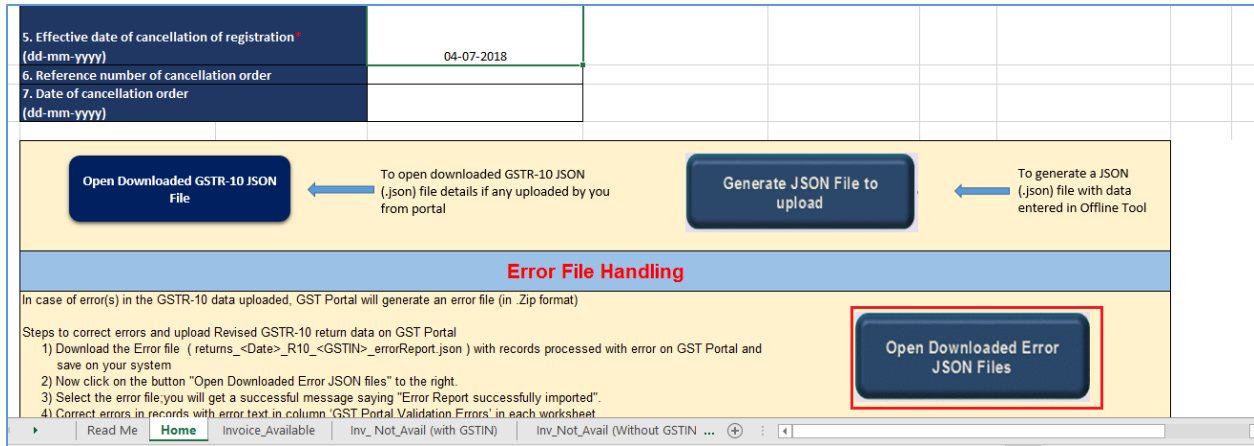 5. Effective date of cancellation of registration*
(dd-mm-yyyy)
04-07-2018
6. Reference number of cancellation order
7. Date of cancellation order
(dd-mm-yyyy)
Open Downloaded GSTR-10 JSON
File
To open downloaded GSTR-10 JSON
(.json) file details if any uploaded by you
from portal
Generate JSON File to
upload
To generate a JSON
(.json) file with data
entered in Offline Tool
Error File Handling
In case of error(s) in the GSTR-10 data uploaded, GST Portal will generate an error file (in .Zip format)
Steps to correct errors and upload Revised GSTR-10 return data on GST Portal
1) Download the Error file ( returns_<Date>_R10_<GSTIN>_errorReport.json ) with records processed with error on GST Portal and
save on your system
2) Now click on the button "Open Downloaded Error JSON files" to the right.
3) Select the error file;you will get a successful message saying "Error Report successfully imported".
4) Correct errors in records with error text in column 'GST Portal Validation Errors' in each worksheet
Open Downloaded Error
JSON Files
Read Me
Home
Invoice_Available
Inv_ Not_Avail (with GSTIN)
Inv_Not_Avail (Without GSTIN ...